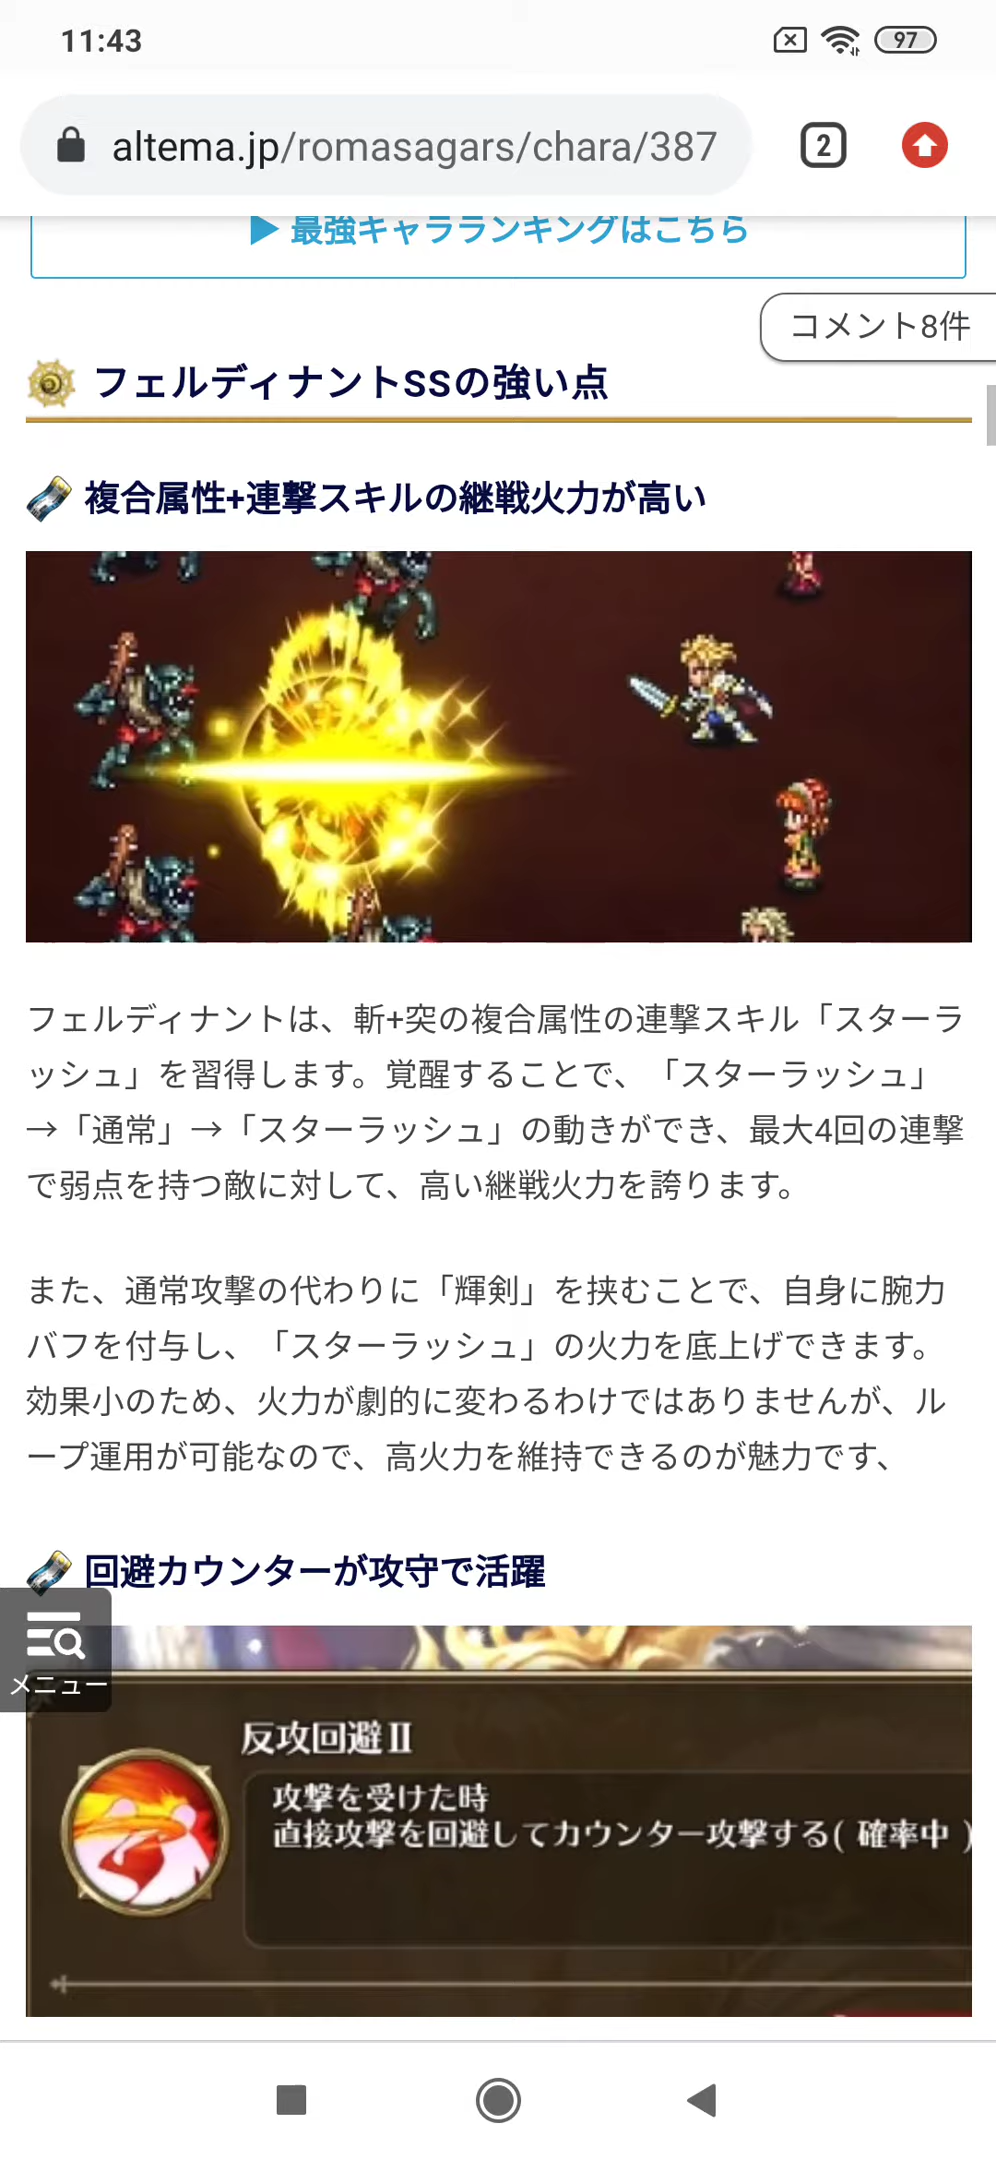 11:43
97
altema.jp/romasagars/chara/387
2
▶ 最強キャラランキングはこちら
コメント8件
フェルディナントSSの強い点
複合属性+連撃スキルの継戦火力が高い
フェルディナントは、斬+突の複合属性の連撃スキル「スターラ
ッシュ」を習得します。覚醒することで、「スターラッシュ」
→「通常」→「スターラッシュ」の動きができ、最大4回の連撃
で弱点を持つ敵に対して、高い継戦火力を誇ります。
また、通常攻撃の代わりに「輝剣」を挟むことで、自身に腕力
バフを付与し、「スターラッシュ」の火力を底上げできます。
効果小のため、火力が劇的に変わるわけではありませんが、ル
ープ運用が可能なので、高火力を維持できるのが魅力です、
回避カウンターが攻守で活躍
メニュー
反攻回避Ⅱ
攻撃を受けた時
直接攻撃を回避してカウンター攻撃する( 確率中 )